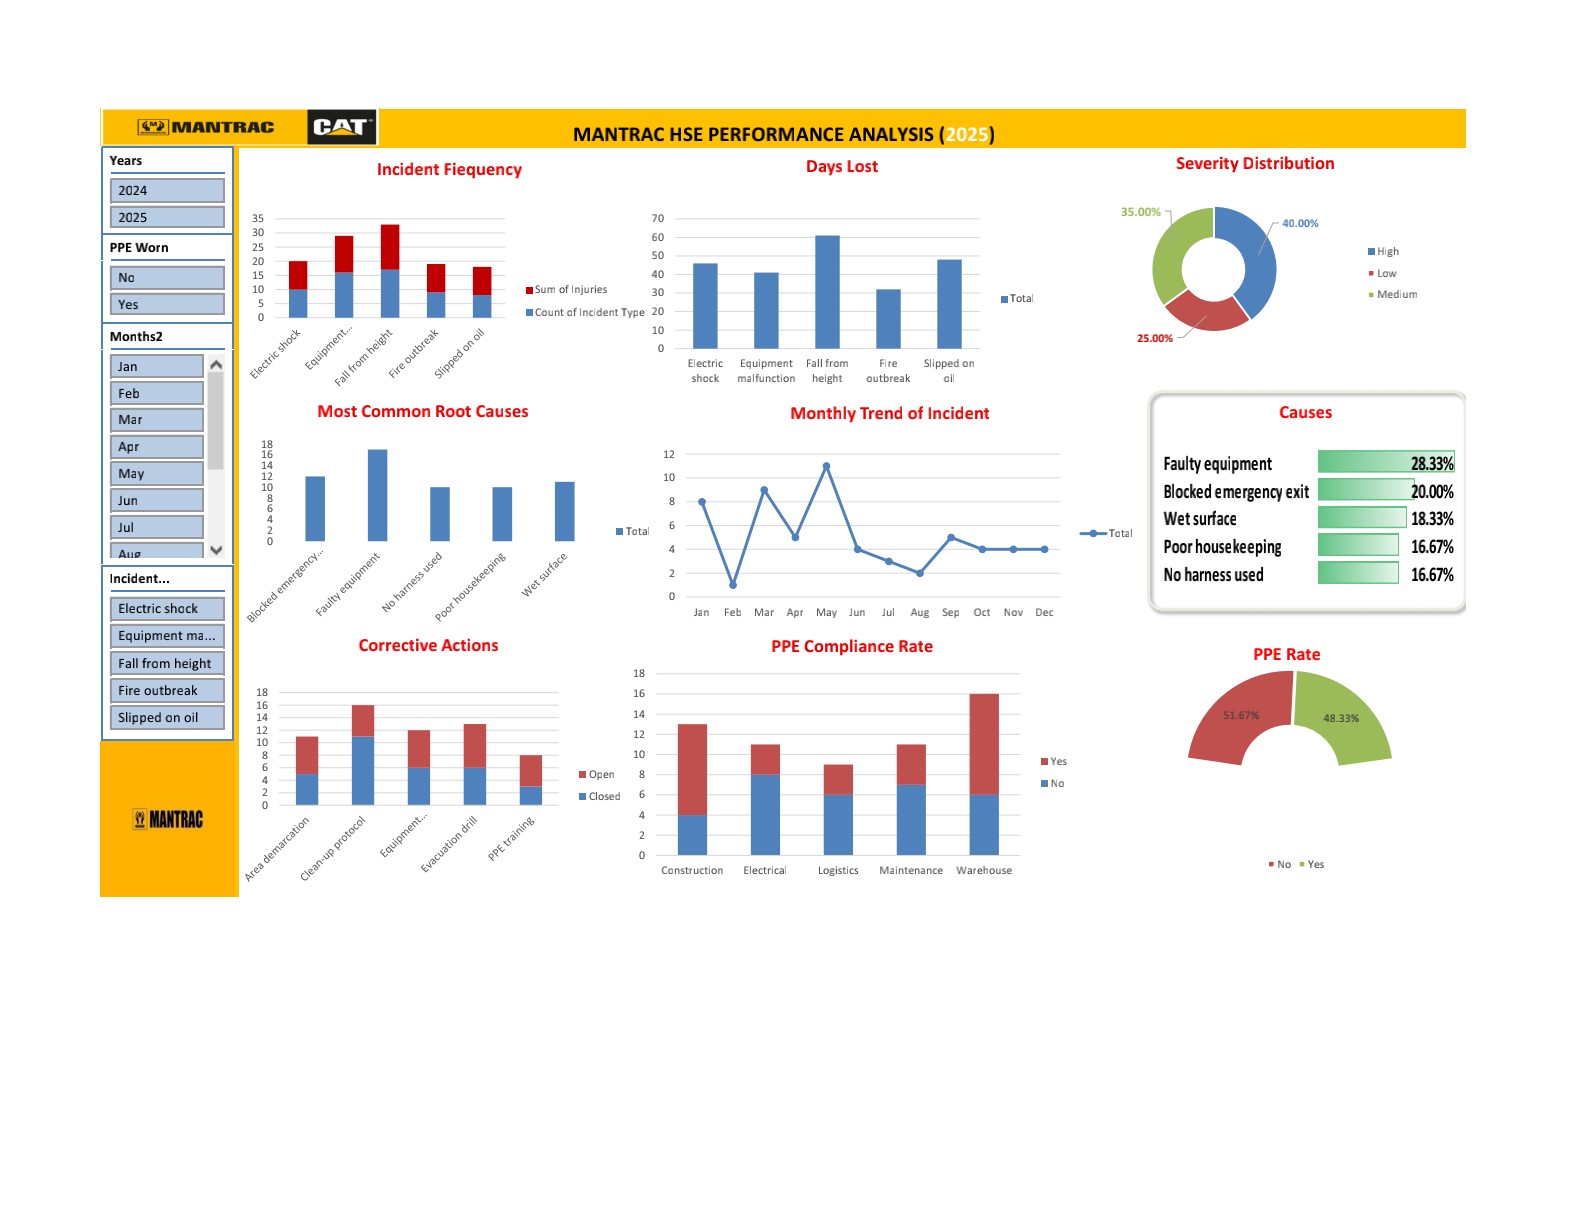 MANTRAC
CAT
MANTRAC HSE PERFORMANCE ANALYSIS (2025)
Years
2024
2025
PPE Worn
No
Yes
Months2
Jan
Feb
Mar
Apr
May
Jun
Jul
Aug
Incident...
Electric shock
Equipment ma...
Fall from height
Fire outbreak
Slipped on oil
MANTRAC
Incident Fiequency
35
30
25
20
15
10
5
0
Electric shock
Equipment...
Fall from height
Fire outbreak
Slipped on oil
Sum of Injuries
Count of Incident Type
Days Lost
70
60
50
40
30
20
10
0
Electric shock
Equipment malfunction
Fall from height
Fire outbreak
Slipped on oil
Total
Severity Distribution
35.00%
40.00%
25.00%
High
Low
Medium
Most Common Root Causes
18
16
14
12
10
8
6
4
2
0
Blocked emergency...
Faulty equipment
No harness used
Poor housekeeping
Wet surface
Total
Monthly Trend of Incident
12
10
8
6
4
2
0
Jan Feb Mar Apr May Jun Jul Aug Sep Oct Nov Dec
Total
Causes
Faulty equipment 28.33%
Blocked emergency exit 20.00%
Wet surface 18.33%
Poor housekeeping 16.67%
No harness used 16.67%
Corrective Actions
18
16
14
12
10
8
6
4
2
0
Area demarcation
Clean-up protocol
Equipment...
Evacuation drill
PPE training
Open
Closed
PPE Compliance Rate
18
16
14
12
10
8
6
4
2
0
Construction Electrical Logistics Maintenance Warehouse
Yes
No
PPE Rate
51.67%
48.33%
No Yes